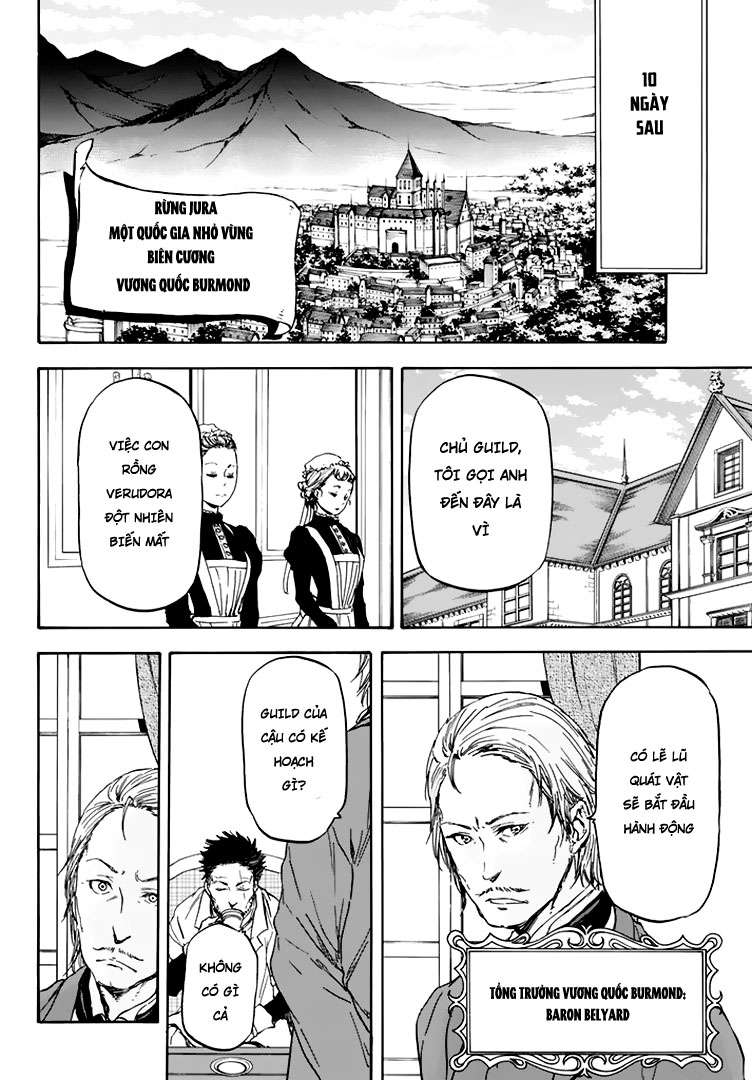 10
NGÀY
SAU
RỪNG JURA
MỘT QUỐC GIA NHỎ VÙNG
BIÊN CƯƠNG
VƯƠNG QUỐC BURMOND
CHỦ GUILD,
TÔI GỌI ANH
ĐẾN ĐÂY LÀ
VÌ
VIỆC CON
RỒNG
VERUDORA
ĐỘT NHIÊN
BIẾN MẤT
CÓ LẼ LŨ
QUÁI VẬT
SẼ BẮT ĐẦU
HÀNH ĐỘNG
TỔNG TRƯỞNG VƯƠNG QUỐC BURMOND:
BARON BELYARD
GUILD CỦA
CẬU CÓ KẾ
HOẠCH
GÌ?
KHÔNG
CÓ GÌ
CẢ